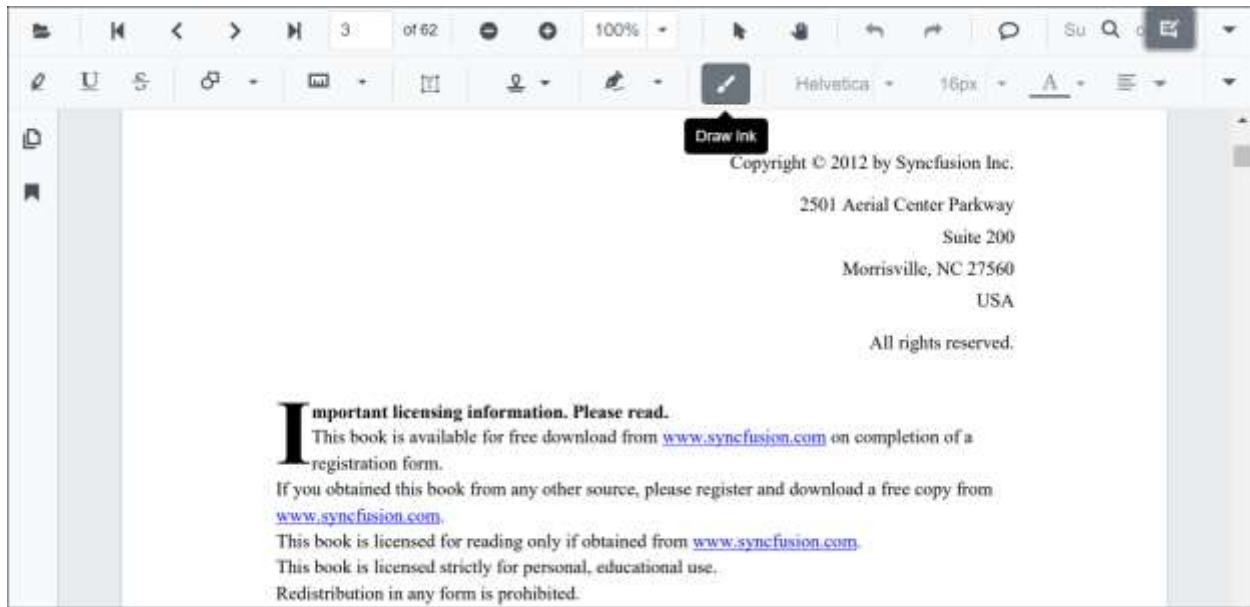 3 of 62 100% Su
U S T Helvetica 16px A
Draw Ink
Copyright © 2012 by Syncfusion Inc.
2501 Aerial Center Parkway
Suite 200
Morrisville, NC 27560
USA
All rights reserved.
Important licensing information. Please read.
This book is available for free download from www.syncfusion.com on completion of a
registration form.
If you obtained this book from any other source, please register and download a free copy from
www.syncfusion.com.
This book is licensed for reading only if obtained from www.syncfusion.com.
This book is licensed strictly for personal, educational use.
Redistribution in any form is prohibited.